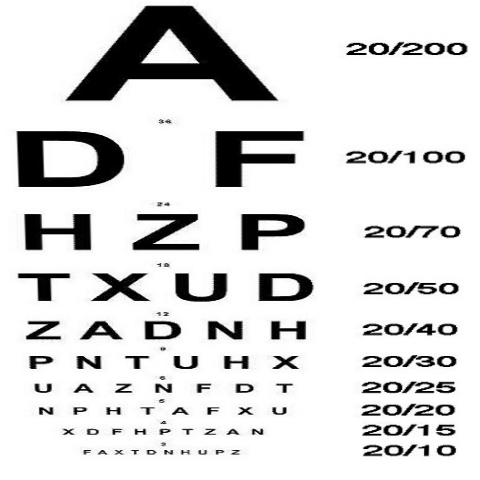 A 20/200
36
D F 20/100
24
H Z P 20/70
18
T X U D 20/50
12
Z A D N H 20/40
9
P N T U H X 20/30
6
U A Z N F D T 20/25
5
N P H T A F X U 20/20
4
X D F H P T Z A N 20/15
3
F A X T D N H U P Z 20/10